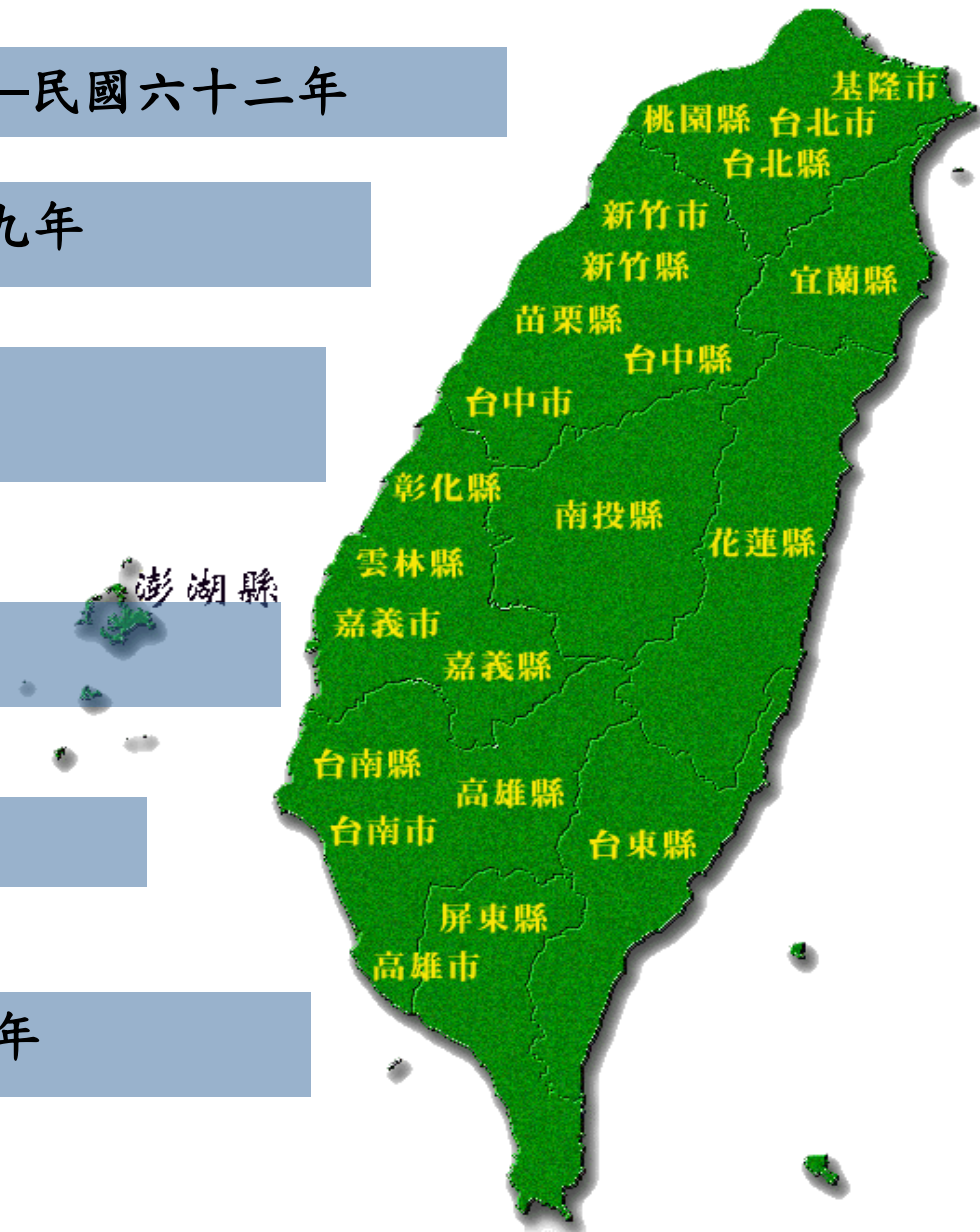 –民國六十二年
九年
年
基隆市
桃園縣 台北市
台北縣
新竹市
新竹縣
宜蘭縣
苗栗縣
台中縣
台中市
彰化縣
南投縣
花蓮縣
雲林縣
澎湖縣
嘉義市
嘉義縣
台南縣
高雄縣
台南市
台東縣
屏東縣
高雄市